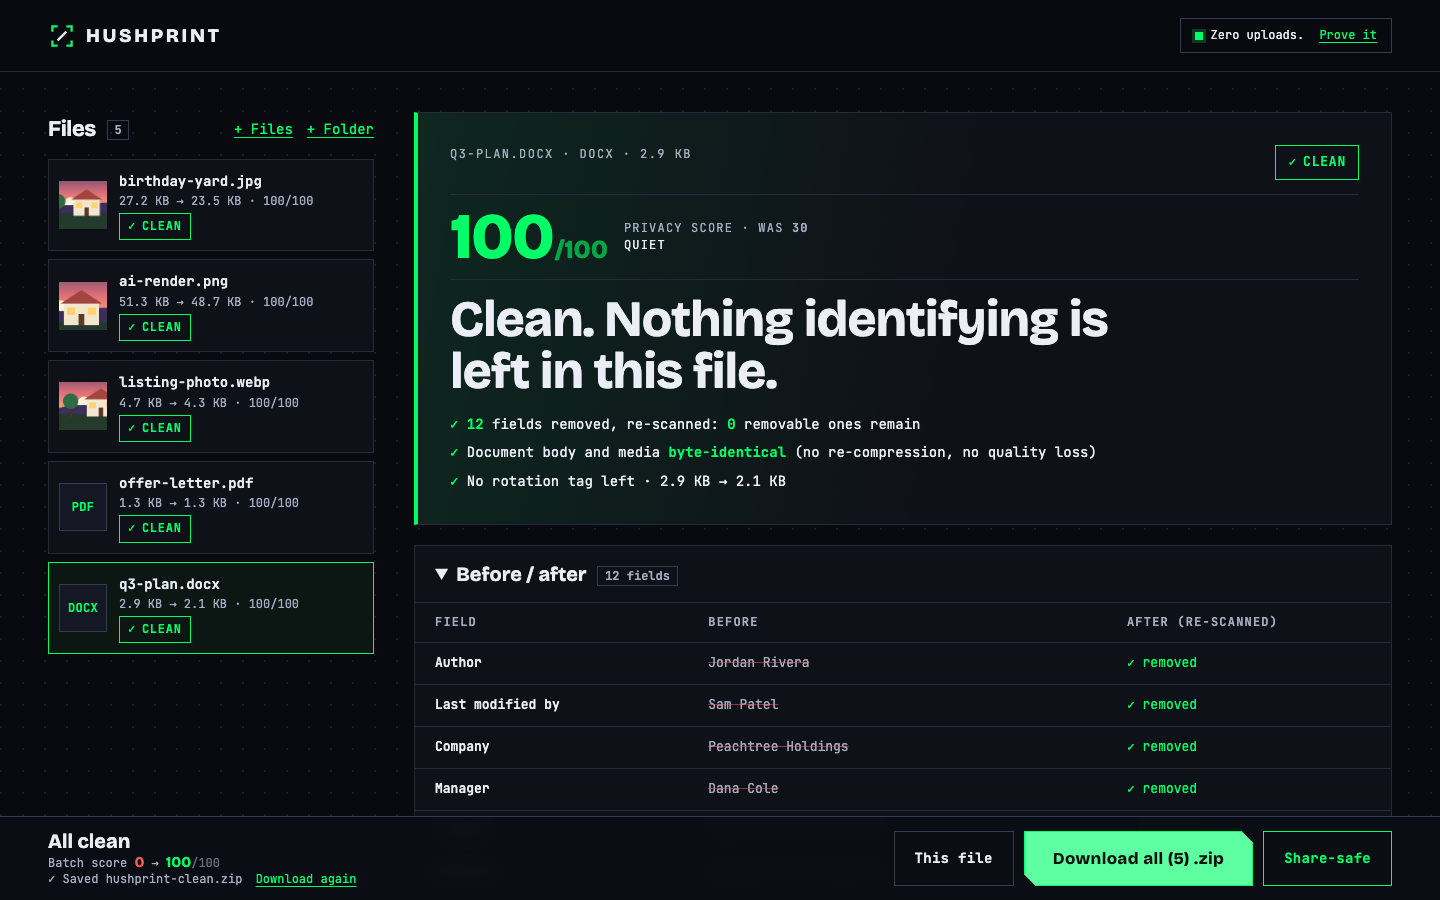 HUSHPRINT
Zero uploads. Prove it
Files 5
+ Files + Folder
birthday-yard.jpg
27.2 KB → 23.5 KB · 100/100
✓ CLEAN
ai-render.png
51.3 KB → 48.7 KB · 100/100
✓ CLEAN
listing-photo.webp
4.7 KB → 4.3 KB · 100/100
✓ CLEAN
PDF
offer-letter.pdf
1.3 KB → 1.3 KB · 100/100
✓ CLEAN
DOCX
q3-plan.docx
2.9 KB → 2.1 KB · 100/100
✓ CLEAN
Q3-PLAN.DOCX · DOCX · 2.9 KB
✓ CLEAN
100/100
PRIVACY SCORE · WAS 30
QUIET
Clean. Nothing identifying is
left in this file.
✓ 12 fields removed, re-scanned: 0 removable ones remain
✓ Document body and media byte-identical (no re-compression, no quality loss)
✓ No rotation tag left · 2.9 KB → 2.1 KB
▼ Before / after 12 fields
FIELD BEFORE AFTER (RE-SCANNED)
Author Jordan Rivera ✓ removed
Last modified by Sam Patel ✓ removed
Company Peachtree Holdings ✓ removed
Manager Dana Cole ✓ removed
All clean
Batch score 0 → 100/100
✓ Saved hushprint-clean.zip Download again
This file
Download all (5) .zip
Share-safe